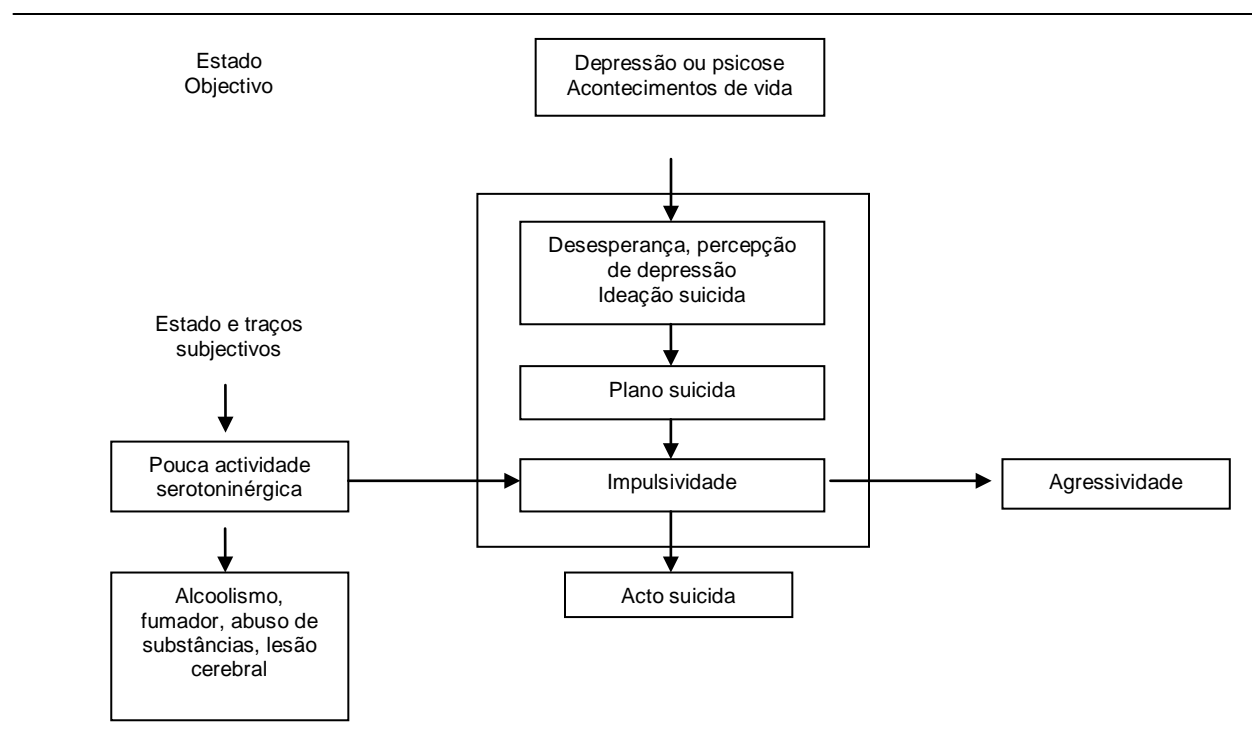 Estado
Objectivo
Depressão ou psicose
Acontecimentos de vida
Desesperança, percepção
de depressão
Ideação suicida
Estado e traços
subjectivos
Plano suicida
Pouca actividade
serotoninérgica
Impulsividade
Agressividade
Alcoolismo,
fumador, abuso de
substâncias, lesão
cerebral
Acto suicida